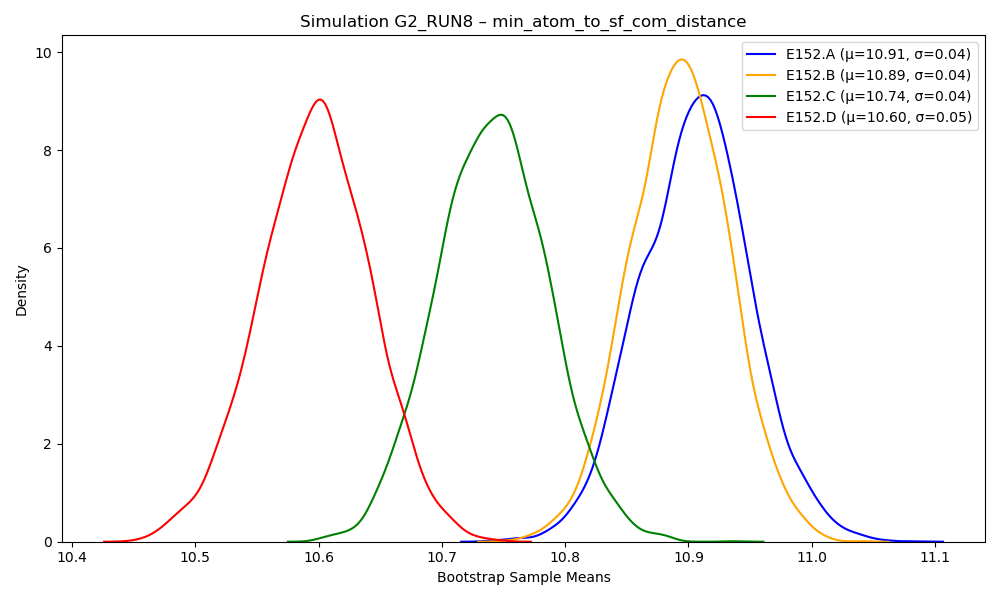 Simulation G2_RUN8 – min_atom_to_sf_com_distance
E152.A (μ=10.91, σ=0.04)
E152.B (μ=10.89, σ=0.04)
E152.C (μ=10.74, σ=0.04)
E152.D (μ=10.60, σ=0.05)
Density
10
8
6
4
2
0
10.4 10.5 10.6 10.7 10.8 10.9 11.0 11.1
Bootstrap Sample Means